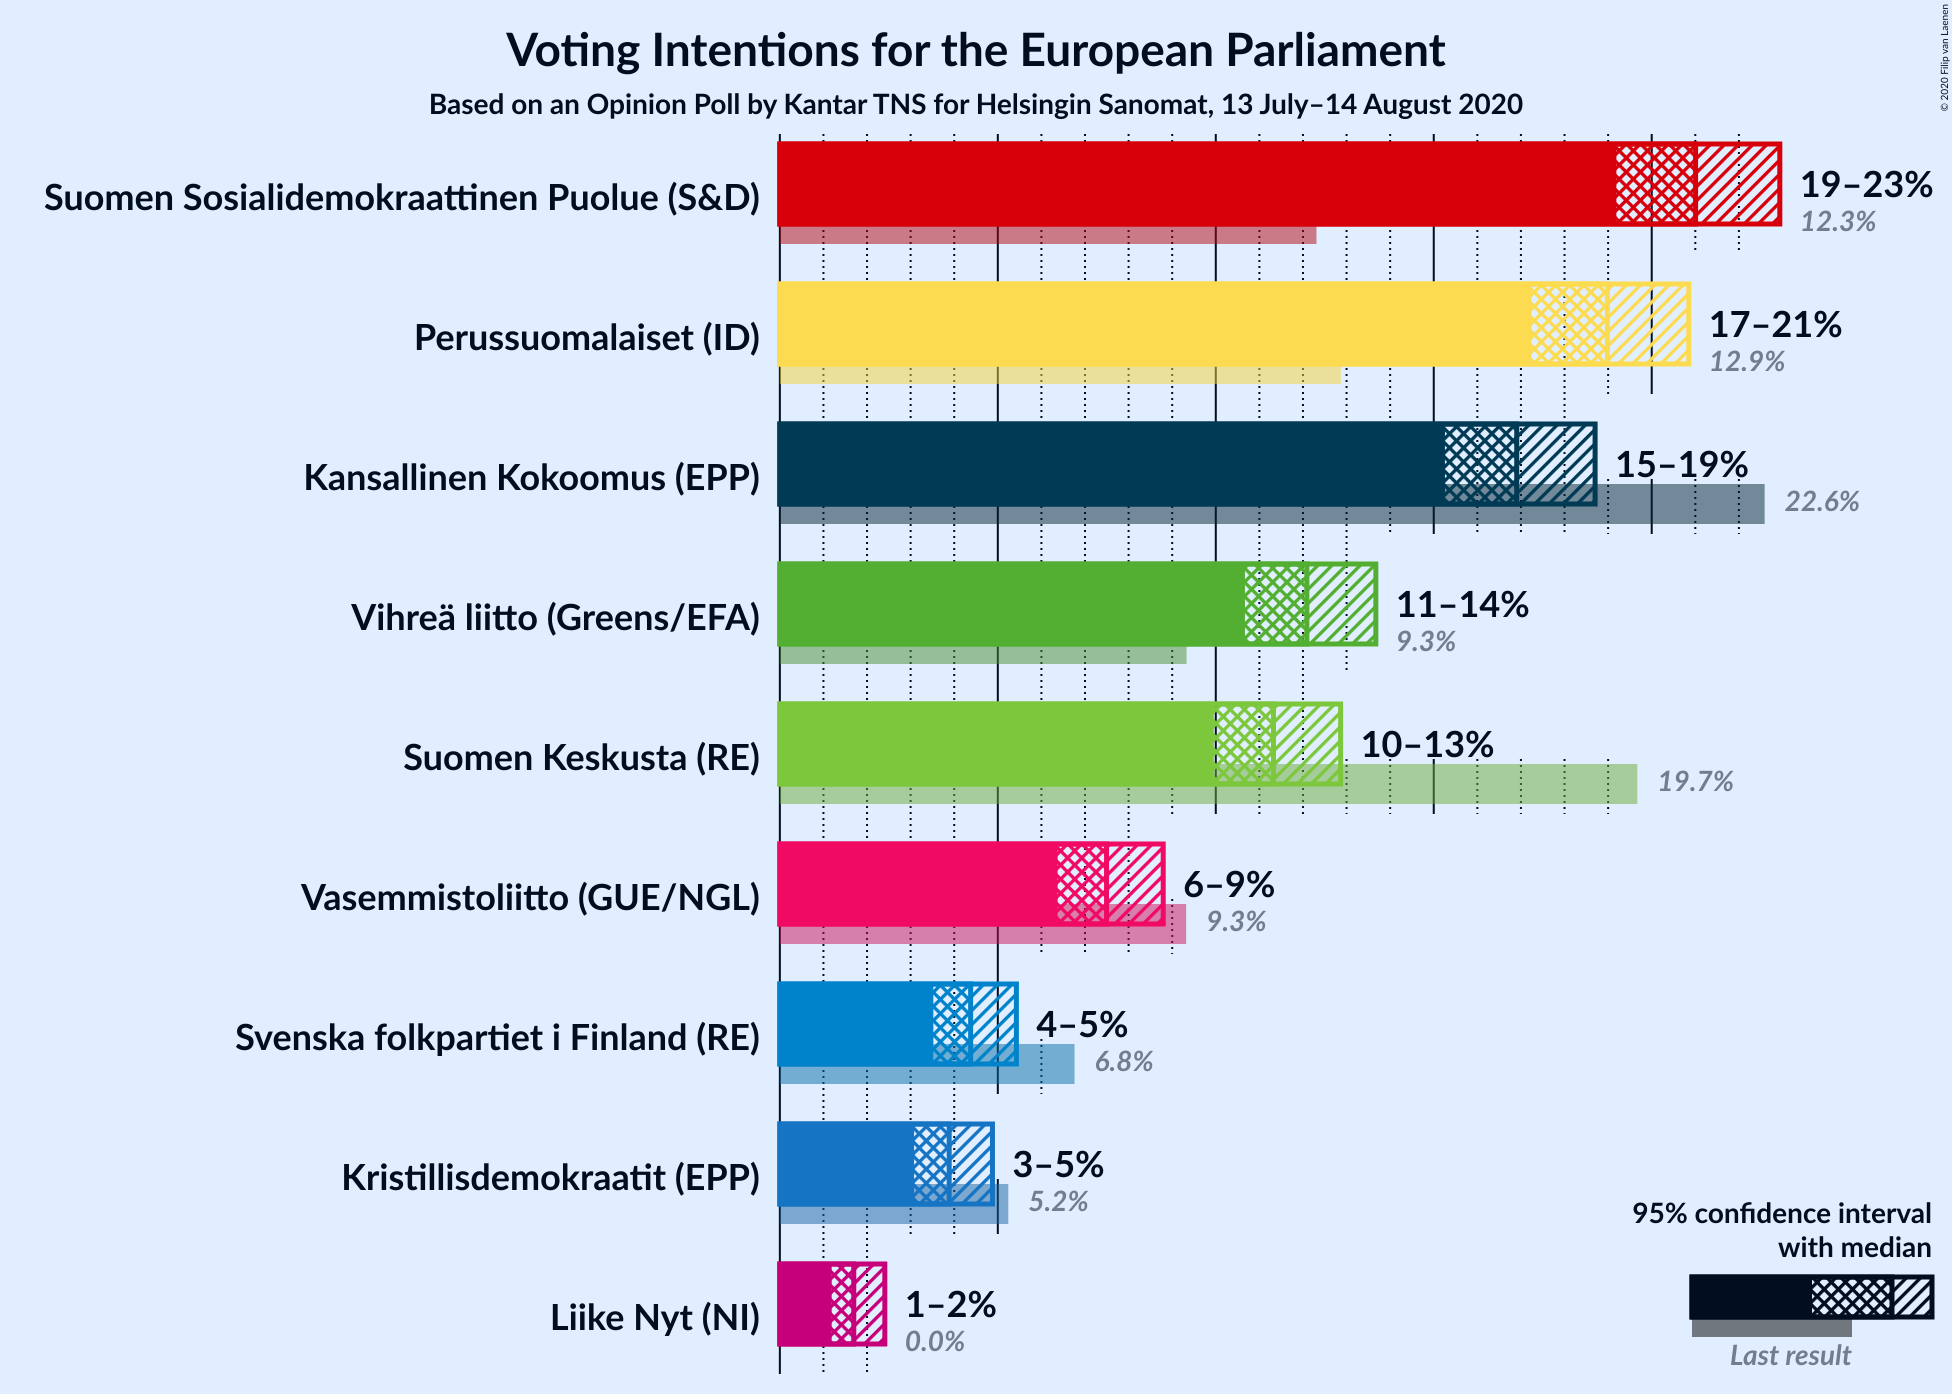 Voting Intentions for the European Parliament
Based on an Opinion Poll by Kantar TNS for Helsingin Sanomat, 13 July–14 August 2020
© 2020 Filip van Laenen
Suomen Sosialidemokraattinen Puolue (S&D)
19–23%
12.3%
Perussuomalaiset (ID)
17–21%
12.9%
Kansallinen Kokoomus (EPP)
15–19%
22.6%
Vihreä liitto (Greens/EFA)
11–14%
9.3%
Suomen Keskusta (RE)
10–13%
19.7%
Vasemmistoliitto (GUE/NGL)
6–9%
9.3%
Svenska folkpartiet i Finland (RE)
4–5%
6.8%
Kristillisdemokraatit (EPP)
3–5%
5.2%
Liike Nyt (NI)
1–2%
0.0%
95% confidence interval
with median
Last result